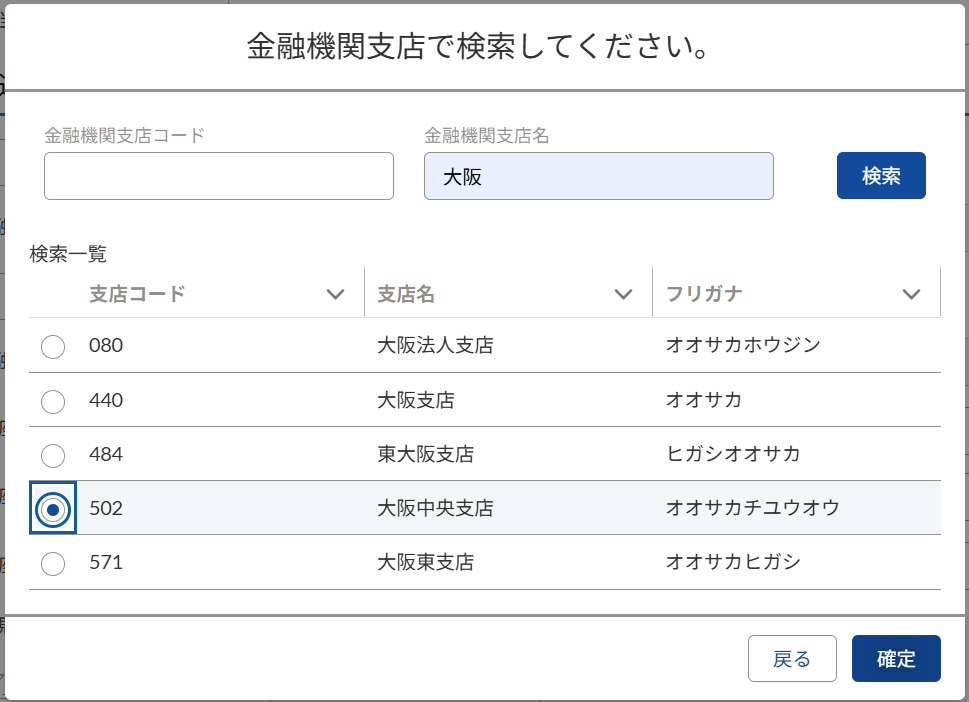 金融機関支店で検索してください。
金融機関支店コード 金融機関支店名
大阪 検索
検索一覧
支店コード 支店名 フリガナ
080 大阪法人支店 オオサカホウジン
440 大阪支店 オオサカ
484 東大阪支店 ヒガシオオサカ
502 大阪中央支店 オオサカチユウオウ
571 大阪東支店 オオサカヒガシ
戻る 確定